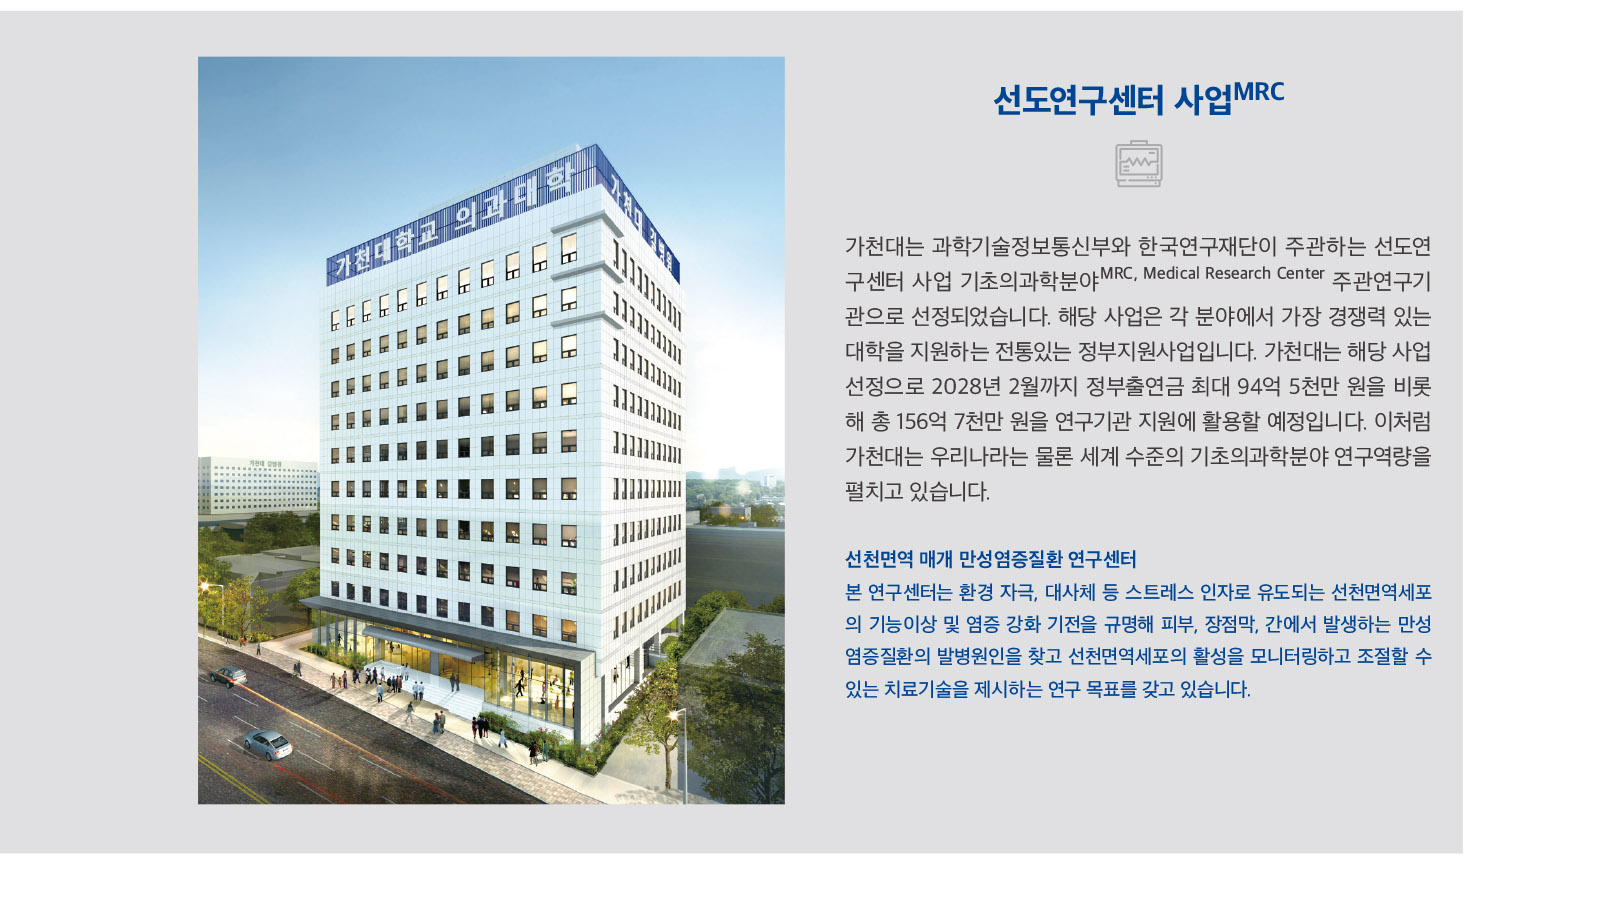 가천대학교 의과대학
가천대 길병원
가천대 길병원
선도연구센터 사업MRC
가천대는 과학기술정보통신부와 한국연구재단이 주관하는 선도연
구센터 사업 기초의과학분야MRC, Medical Research Center 주관연구기
관으로 선정되었습니다. 해당 사업은 각 분야에서 가장 경쟁력 있는
대학을 지원하는 전통있는 정부지원사업입니다. 가천대는 해당 사업
선정으로 2028년 2월까지 정부출연금 최대 94억 5천만 원을 비롯
해 총 156억 7천만 원을 연구기관 지원에 활용할 예정입니다. 이처럼
가천대는 우리나라는 물론 세계 수준의 기초의과학분야 연구역량을
펼치고 있습니다.
선천면역 매개 만성염증질환 연구센터
본 연구센터는 환경 자극, 대사체 등 스트레스 인자로 유도되는 선천면역세포
의 기능이상 및 염증 강화 기전을 규명해 피부, 장점막, 간에서 발생하는 만성
염증질환의 발병원인을 찾고 선천면역세포의 활성을 모니터링하고 조절할 수
있는 치료기술을 제시하는 연구 목표를 갖고 있습니다.